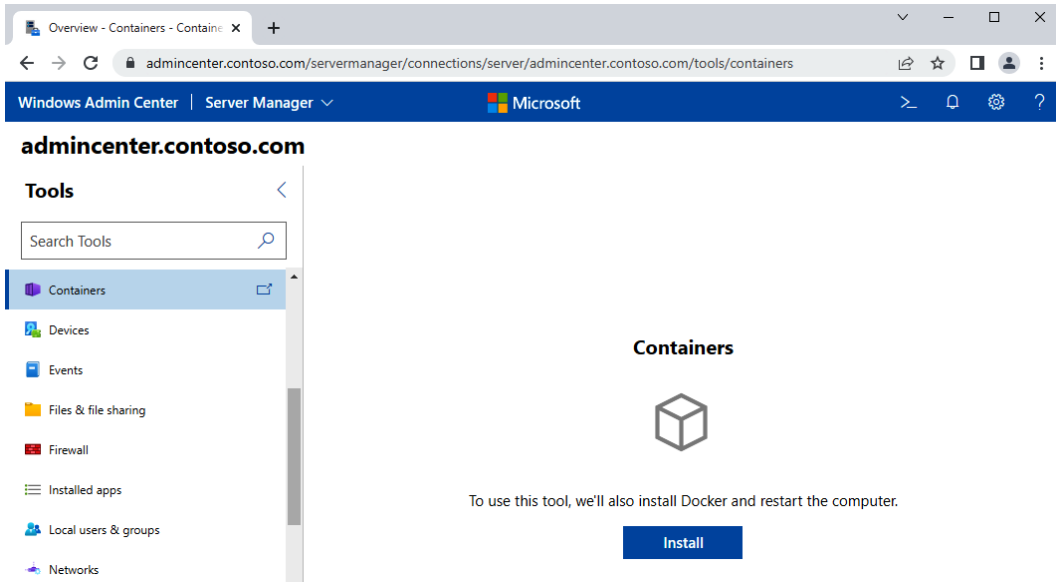 Overview - Containers - Containe
admincenter.contoso.com/servermanager/connections/server/admincenter.contoso.com/tools/containers
Windows Admin Center | Server Manager
Microsoft
admincenter.contoso.com
Tools
Search Tools
Containers
Devices
Events
Files & file sharing
Firewall
Installed apps
Local users & groups
Networks
Containers
To use this tool, we'll also install Docker and restart the computer.
Install